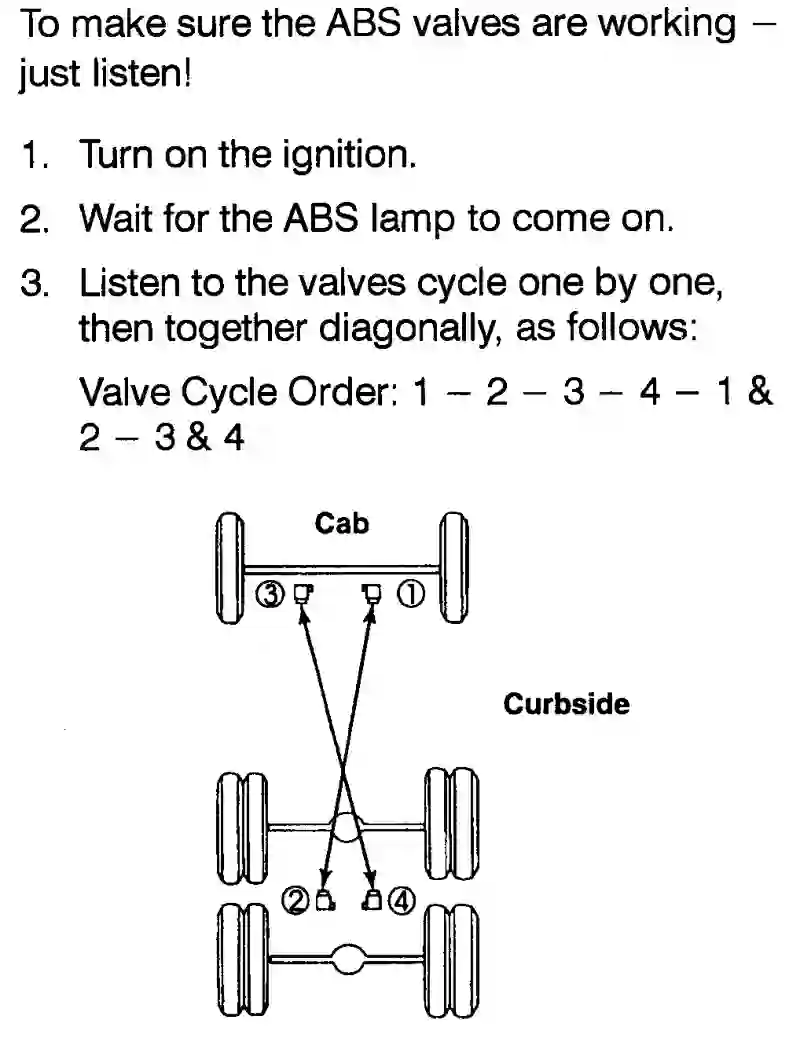 To make sure the ABS valves are working –
just listen!
1. Turn on the ignition.
2. Wait for the ABS lamp to come on.
3. Listen to the valves cycle one by one,
then together diagonally, as follows:
Valve Cycle Order: 1 – 2 – 3 – 4 – 1 &
2 – 3 & 4
Cab
③ ①
Curbside
② ④